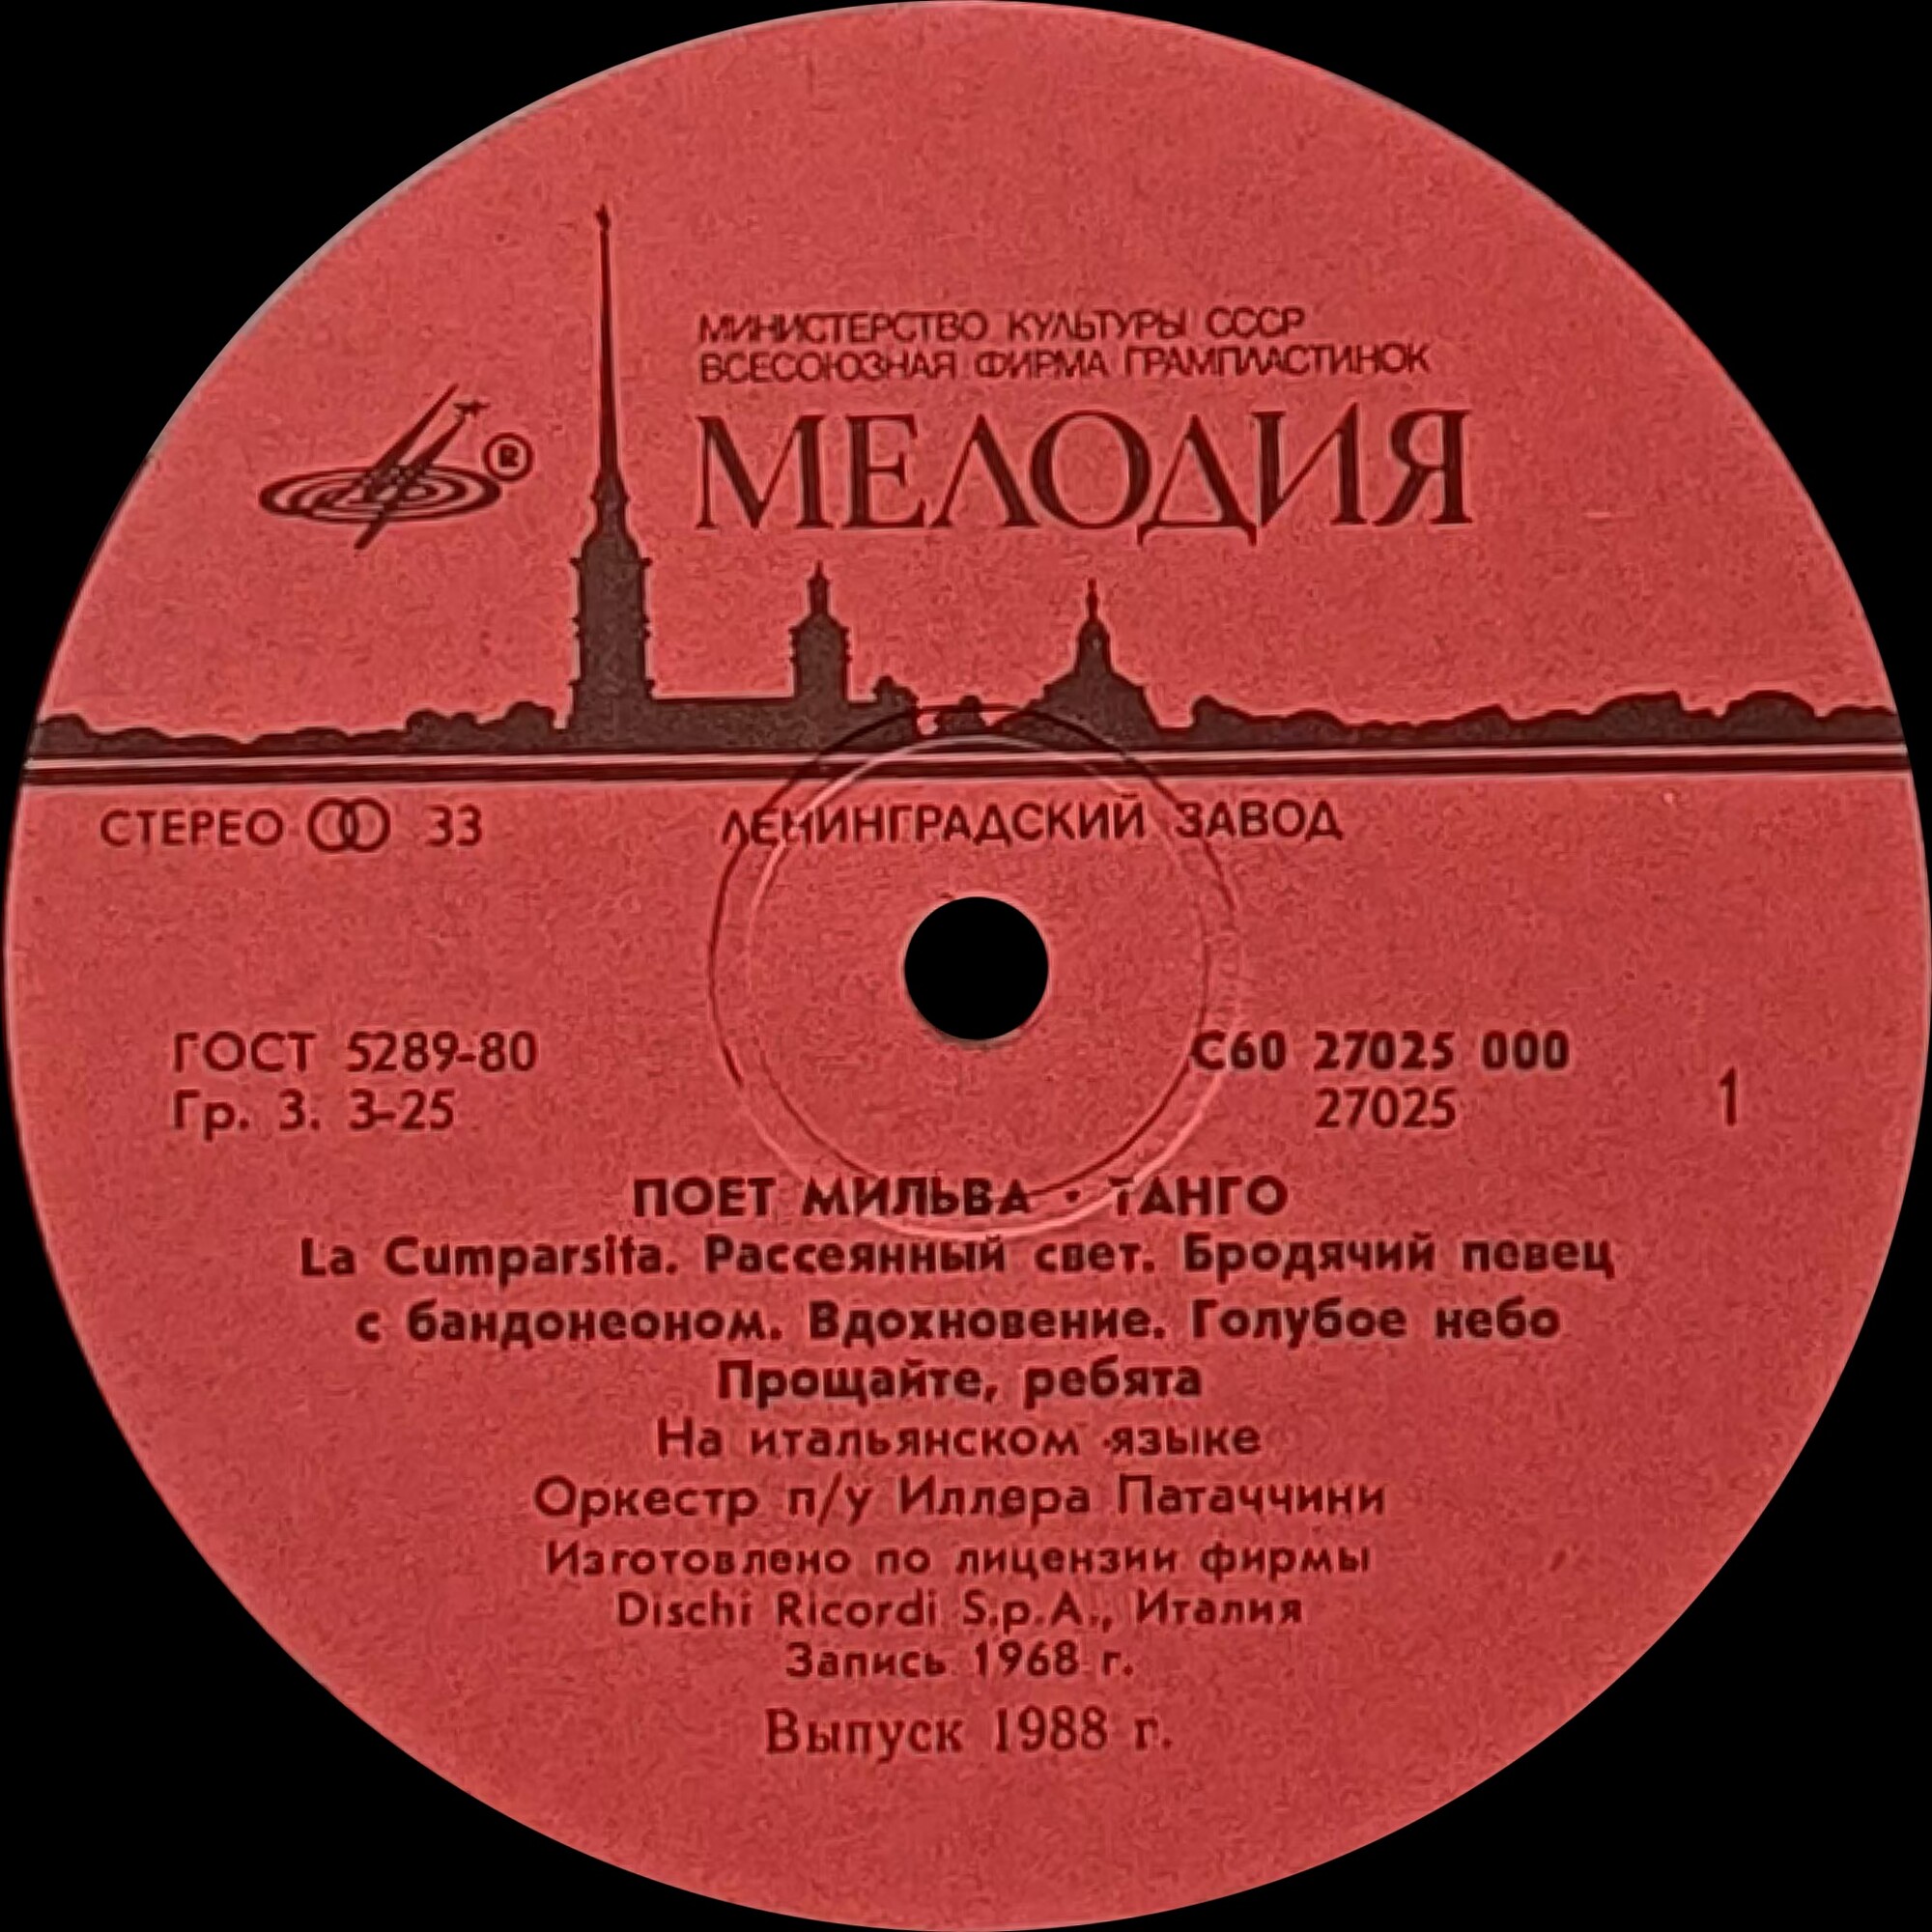 МИНИСТЕРСТВО КУЛЬТУРЫ СССР
ВСЕСОЮЗНАЯ ФИРМА ГРАМПЛАСТИНОК
МЕЛОДИЯ
®
СТЕРЕО 33 ЛЕНИНГРАДСКИЙ ЗАВОД
ГОСТ 5289-80 С60 27025 000
Гр. 3. 3-25 27025 1
ПОЕТ МИЛЬВА · ТАНГО
La Cumparsita. Рассеянный свет. Бродячий певец
с бандонеоном. Вдохновение. Голубое небо
Прощайте, ребята
На итальянском языке
Оркестр п/у Иллера Патаччини
Изготовлено по лицензии фирмы
Dischi Ricordi S.p.A., Италия
Запись 1968 г.
Выпуск 1988 г.